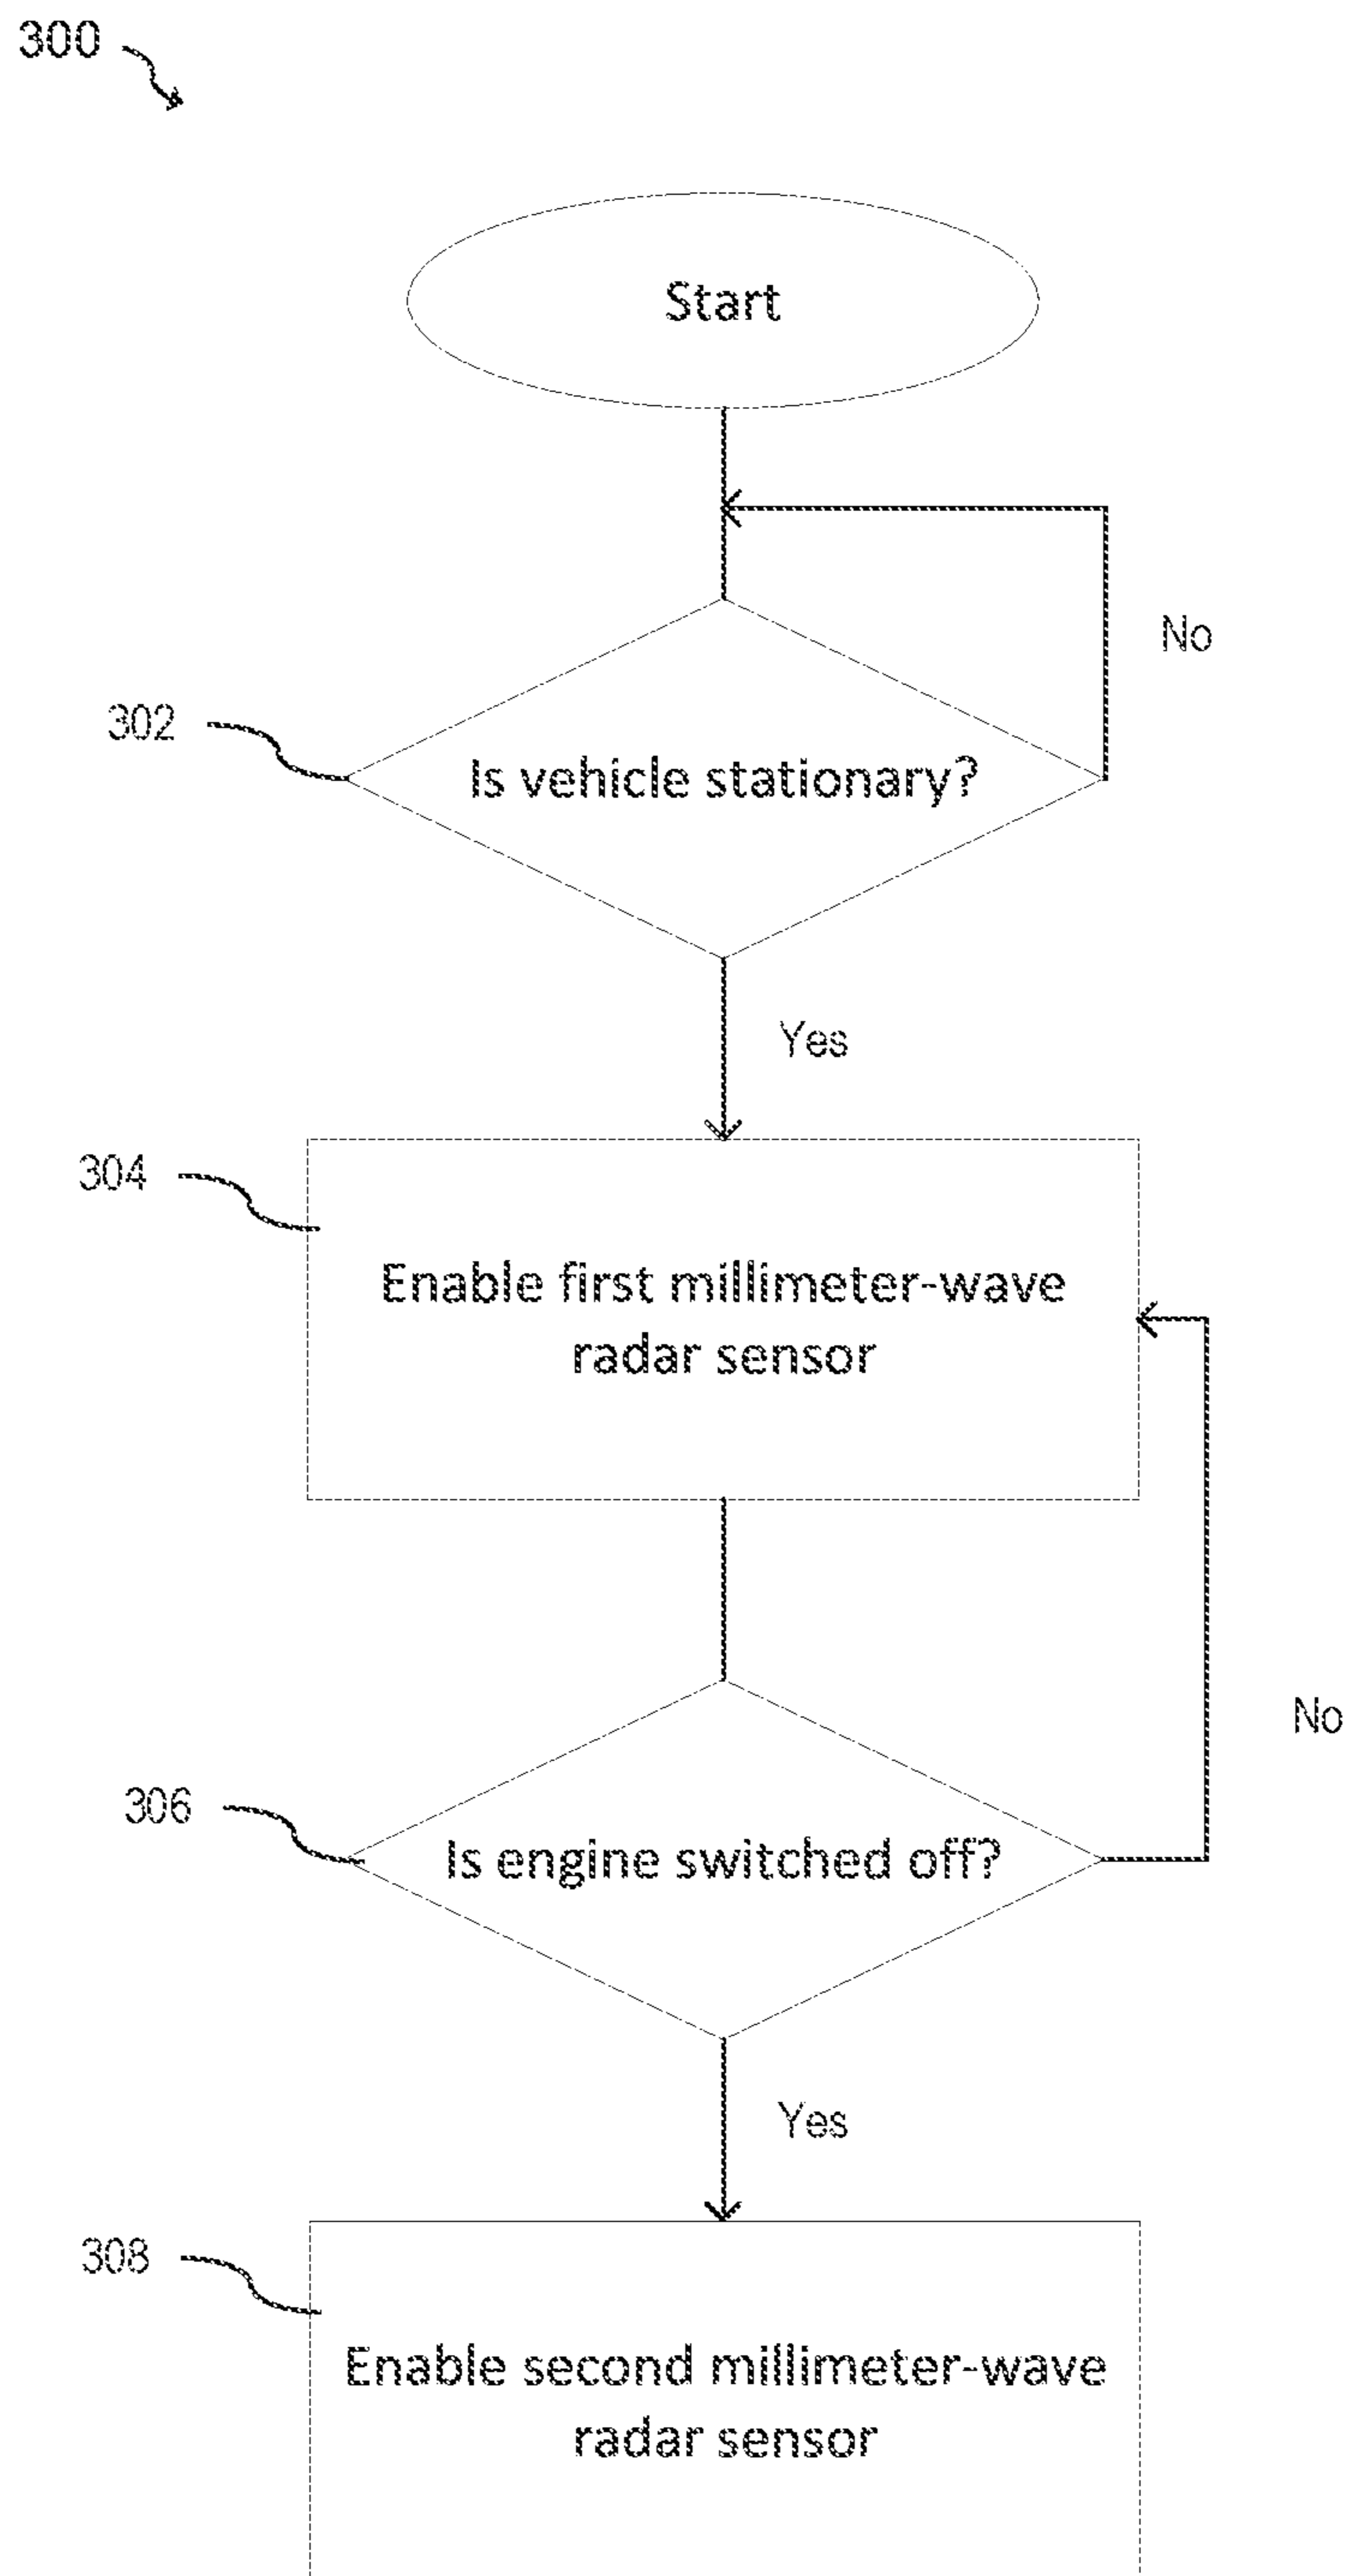 300
Start
No
302
Is vehicle stationary?
Yes
304
Enable first millimeter-wave
radar sensor
No
306
Is engine switched off?
Yes
308
Enable second millimeter-wave
radar sensor